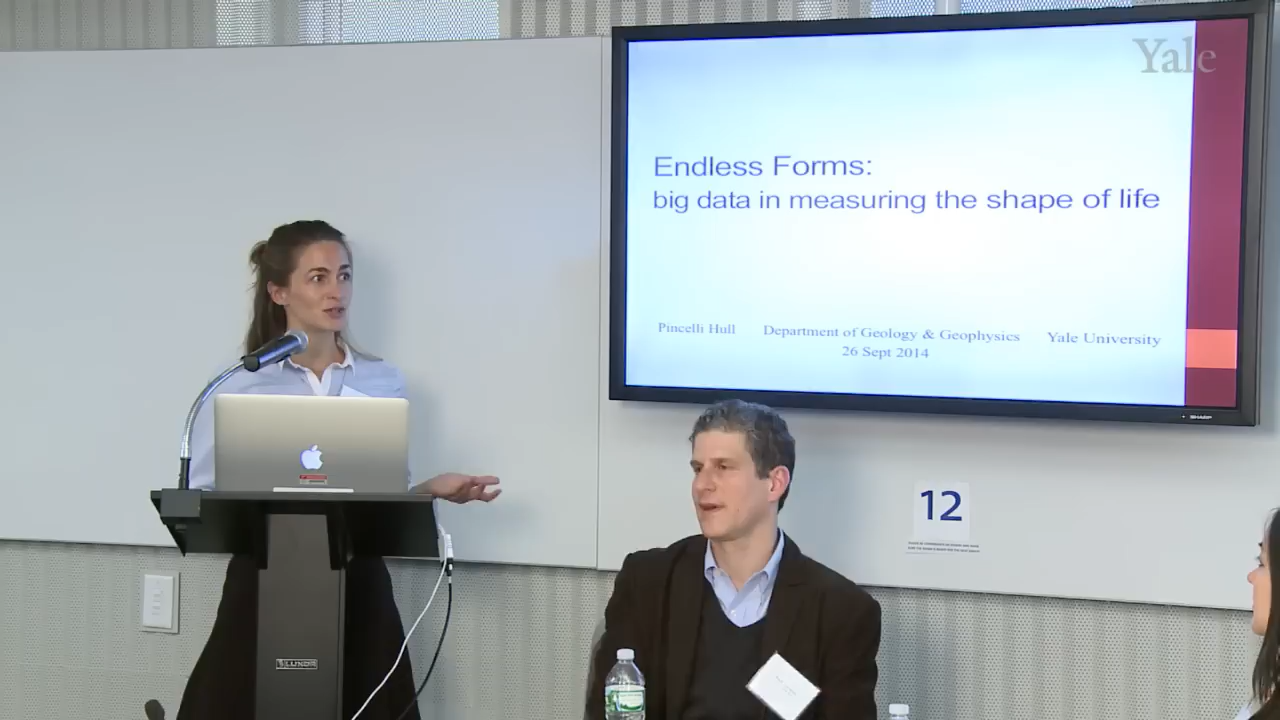 Yale
Endless Forms:
big data in measuring the shape of life
Pincelli Hull Department of Geology & Geophysics Yale University
26 Sept 2014
SHARP
12